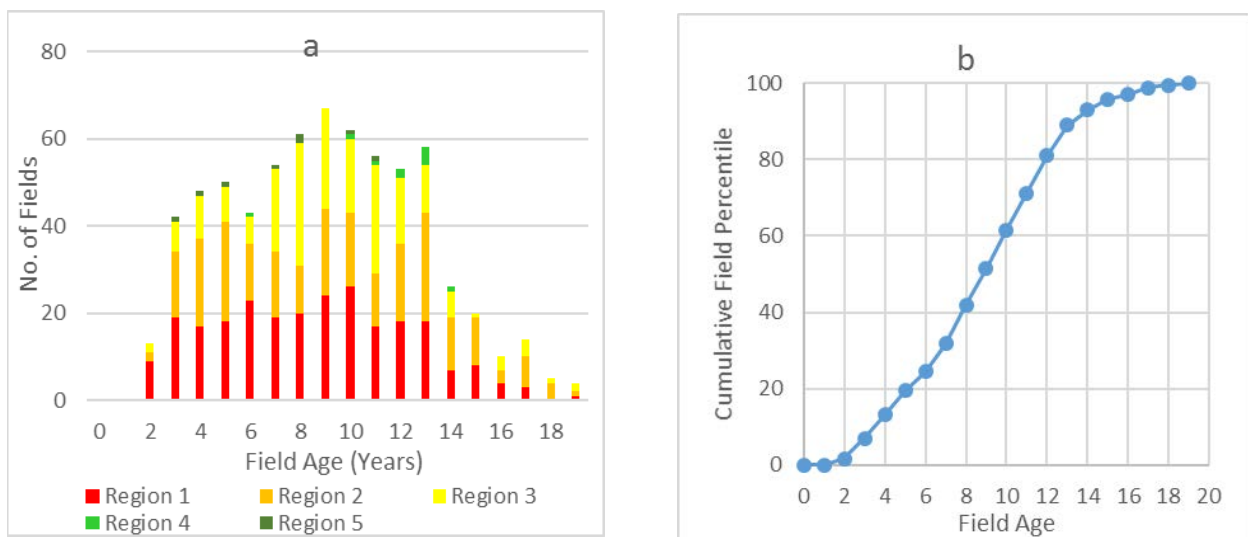 a
80
60
40
20
0
No. of Fields
0 2 4 6 8 10 12 14 16 18
Field Age (Years)
Region 1 Region 2 Region 3
Region 4 Region 5
b
100
80
60
40
20
0
Cumulative Field Percentile
0 2 4 6 8 10 12 14 16 18 20
Field Age